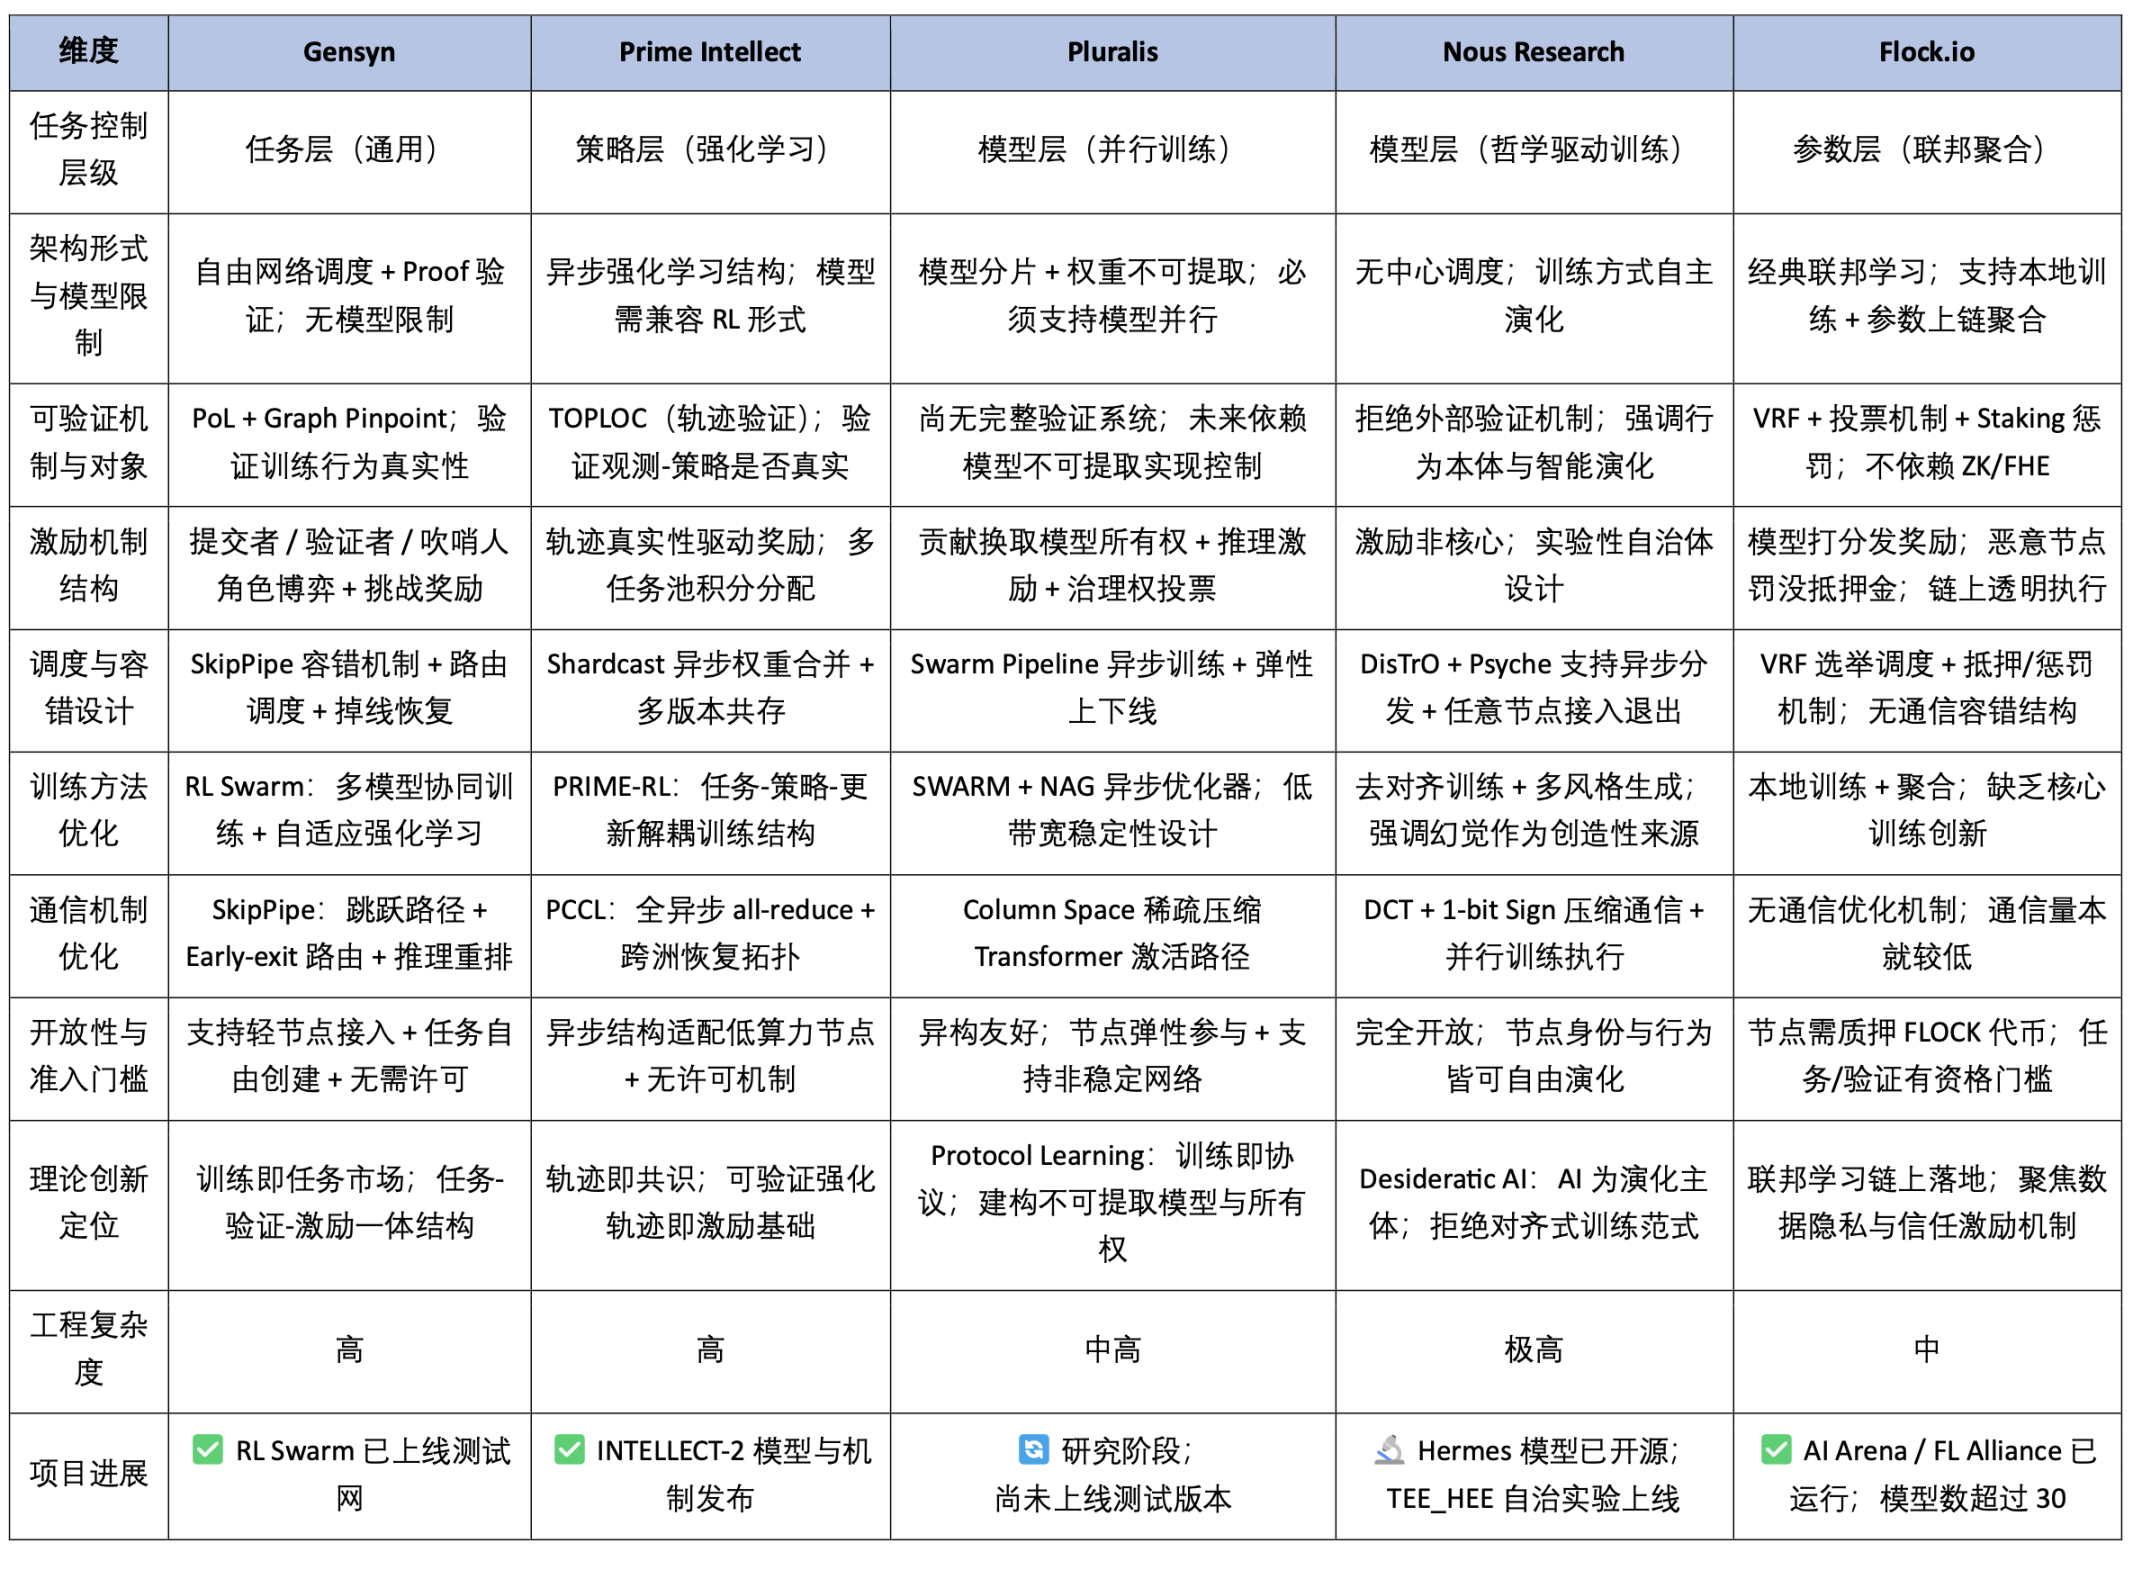 维度
Gensyn
Prime Intellect
Pluralis
Nous Research
Flock.io
任务控制
层级
任务层（通用）
策略层（强化学习）
模型层（并行训练）
模型层（哲学驱动训练）
参数层（联邦聚合）
架构形式
与模型限
制
自由网络调度 + Proof 验
证；无模型限制
异步强化学习结构；模型
需兼容 RL 形式
模型分片 + 权重不可提取；必
须支持模型并行
无中心调度；训练方式自主
演化
经典联邦学习；支持本地训
练 + 参数上链聚合
可验证机
制与对象
PoL + Graph Pinpoint；验
证训练行为真实性
TOPLOC（轨迹验证）；验
证观测-策略是否真实
尚无完整验证系统；未来依赖
模型不可提取实现控制
拒绝外部验证机制；强调行
为本体与智能演化
VRF + 投票机制 + Staking 惩
罚；不依赖 ZK/FHE
激励机制
结构
提交者 / 验证者 / 吹哨人
角色博弈 + 挑战奖励
轨迹真实性驱动奖励；多
任务池积分分配
贡献换取模型所有权 + 推理激
励 + 治理权投票
激励非核心；实验性自治体
设计
模型打分发奖励；恶意节点
罚没抵押金；链上透明执行
调度与容
错设计
SkipPipe 容错机制 + 路由
调度 + 掉线恢复
Shardcast 异步权重合并 +
多版本共存
Swarm Pipeline 异步训练 + 弹性
上下线
DisTrO + Psyche 支持异步分
发 + 任意节点接入退出
VRF 选举调度 + 抵押/惩罚
机制；无通信容错结构
训练方法
优化
RL Swarm：多模型协同训
练 + 自适应强化学习
PRIME-RL：任务-策略-更
新解耦训练结构
SWARM + NAG 异步优化器；低
带宽稳定性设计
去对齐训练 + 多风格生成；
强调幻觉作为创造性来源
本地训练 + 聚合；缺乏核心
训练创新
通信机制
优化
SkipPipe：跳跃路径 +
Early-exit 路由 + 推理重排
PCCL：全异步 all-reduce +
跨洲恢复拓扑
Column Space 稀疏压缩
Transformer 激活路径
DCT + 1-bit Sign 压缩通信 +
并行训练执行
无通信优化机制；通信量本
就较低
开放性与
准入门槛
支持轻节点接入 + 任务自
由创建 + 无需许可
异步结构适配低算力节点
+ 无许可机制
异构友好；节点弹性参与 + 支
持非稳定网络
完全开放；节点身份与行为
皆可自由演化
节点需质押 FLOCK 代币；任
务/验证有资格门槛
理论创新
定位
训练即任务市场；任务-
验证-激励一体结构
轨迹即共识；可验证强化
轨迹即激励基础
Protocol Learning：训练即协
议；建构不可提取模型与所有
权
Desideratic AI：AI 为演化主
体；拒绝对齐式训练范式
联邦学习链上落地；聚焦数
据隐私与信任激励机制
工程复杂
度
高
高
中高
极高
中
项目进展
✅ RL Swarm 已上线测试
网
✅ INTELLECT-2 模型与机
制发布
🔄 研究阶段；
尚未上线测试版本
🔬 Hermes 模型已开源；
TEE_HEE 自治实验上线
✅ AI Arena / FL Alliance 已
运行；模型数超过 30